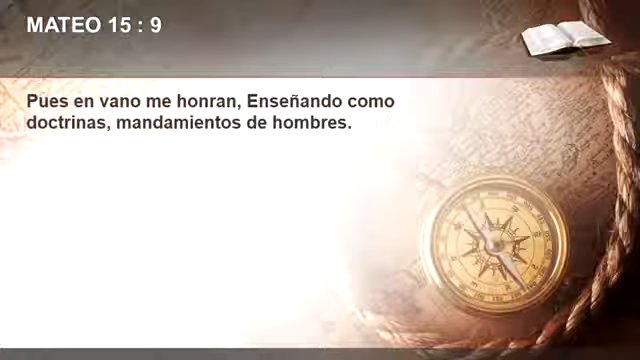 MATEO 15 : 9
Pues en vano me honran, Enseñando como
doctrinas, mandamientos de hombres.